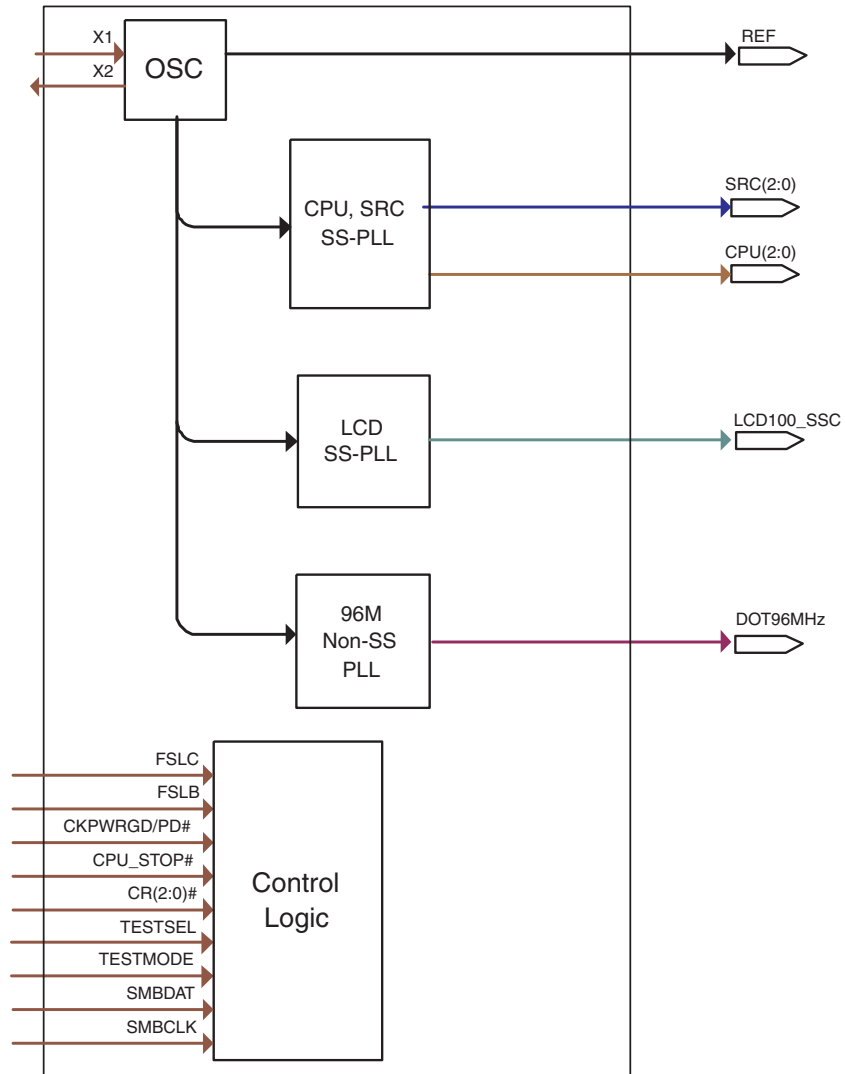 X1
X2
OSC
REF
CPU, SRC
SS-PLL
SRC(2:0)
CPU(2:0)
LCD
SS-PLL
LCD100_SSC
96M
Non-SS
PLL
DOT96MHz
FSLC
FSLB
CKPWRGD/PD#
CPU_STOP#
CR(2:0)#
TESTSEL
TESTMODE
SMBDAT
SMBCLK
Control
Logic